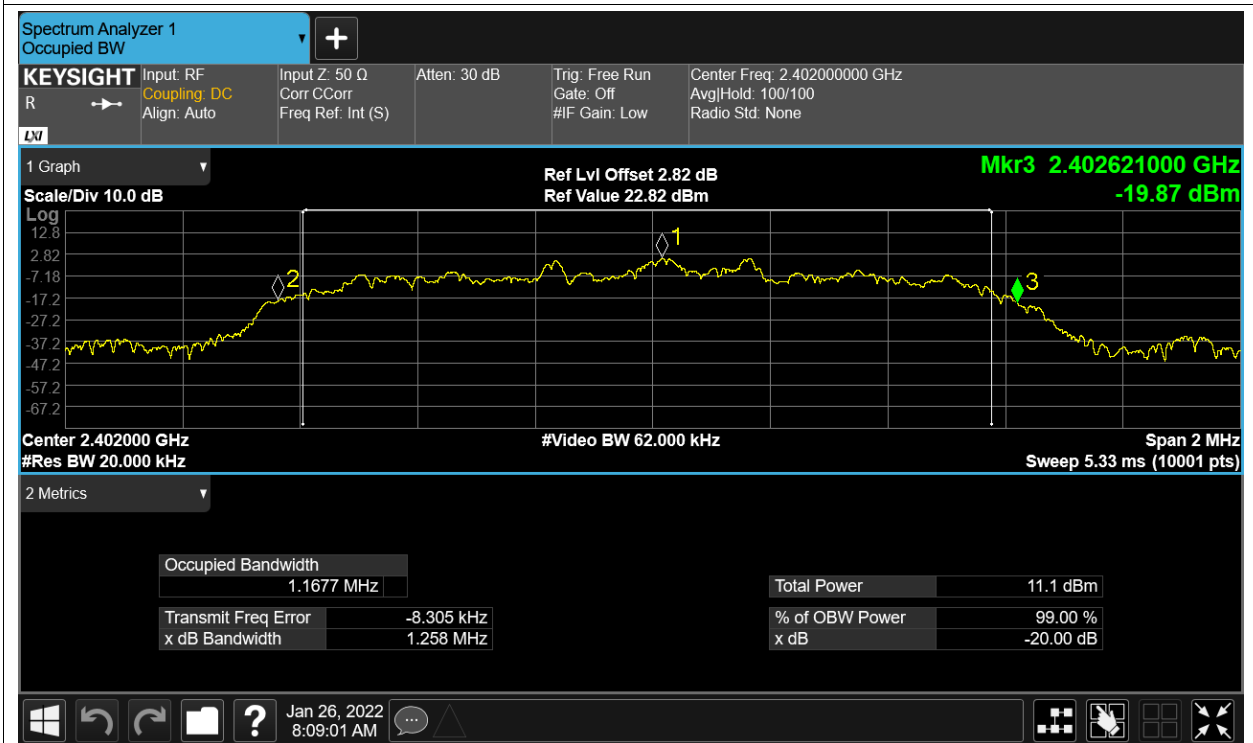 Spectrum Analyzer 1
Occupied BW
KEYSIGHT
R
LXI
Input: RF
Coupling: DC
Align: Auto
Input Z: 50 Ω
Corr CCorr
Freq Ref: Int (S)
Atten: 30 dB
Trig: Free Run
Gate: Off
#IF Gain: Low
Center Freq: 2.402000000 GHz
Avg|Hold: 100/100
Radio Std: None
1 Graph
Scale/Div 10.0 dB
Ref Lvl Offset 2.82 dB
Ref Value 22.82 dBm
Mkr3 2.402621000 GHz
-19.87 dBm
Log
12.8
2.82
-7.18
-17.2
-27.2
-37.2
-47.2
-57.2
-67.2
1
2
3
Center 2.402000 GHz
#Res BW 20.000 kHz
#Video BW 62.000 kHz
Span 2 MHz
Sweep 5.33 ms (10001 pts)
2 Metrics
Occupied Bandwidth
1.1677 MHz
Transmit Freq Error -8.305 kHz
x dB Bandwidth 1.258 MHz
Total Power 11.1 dBm
% of OBW Power 99.00 %
x dB -20.00 dB
?
Jan 26, 2022
8:09:01 AM